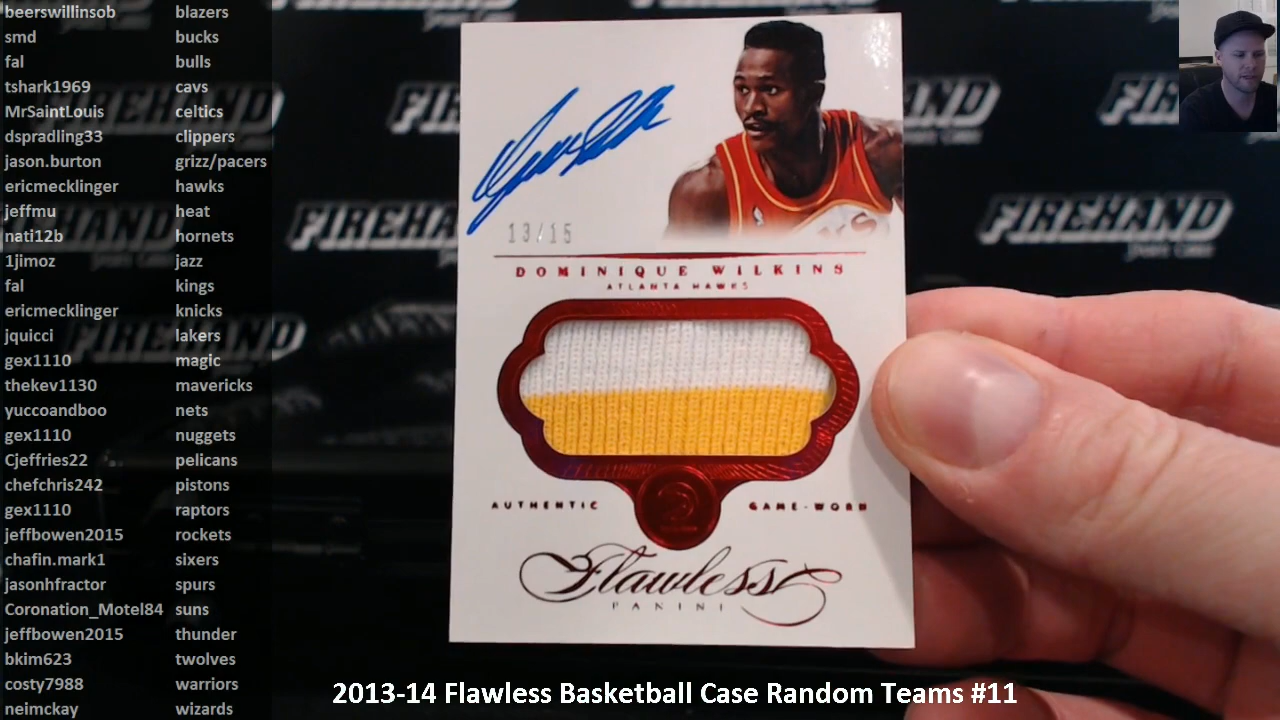 beerswillinsob blazers
smd bucks
fal bulls
tshark1969 cavs
MrSaintLouis celtics
dspradling33 clippers
jason.burton grizz/pacers
ericmecklinger hawks
jeffmu heat
nati12b hornets
1jimoz jazz
fal kings
ericmecklinger knicks
jquicci lakers
gex1110 magic
thekev1130 mavericks
yuccoandboo nets
gex1110 nuggets
Cjeffries22 pelicans
chefchris242 pistons
gex1110 raptors
jeffbowen2015 rockets
chafin.mark1 sixers
jasonhfractor spurs
Coronation_Motel84 suns
jeffbowen2015 thunder
bkim623 twolves
costy7988 warriors
neimckay wizards
13/15
DOMINIQUE WILKINS
ATLANTA HAWKS
AUTHENTIC GAME-WORN
Flawless
PANINI
FIREHAND
FIREHAND
2013-14 Flawless Basketball Case Random Teams #11